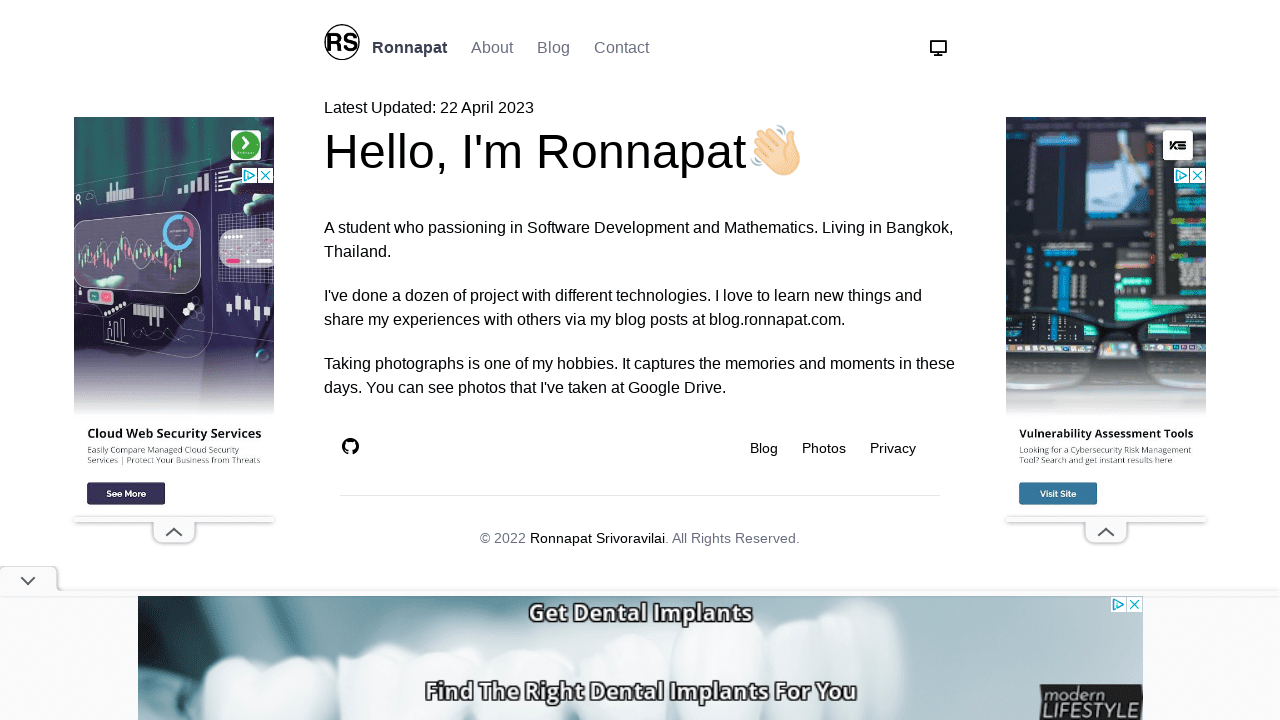 RS Ronnapat About Blog Contact
Latest Updated: 22 April 2023
Hello, I'm Ronnapat👋🏻
A student who passioning in Software Development and Mathematics. Living in Bangkok,
Thailand.
I've done a dozen of project with different technologies. I love to learn new things and
share my experiences with others via my blog posts at blog.ronnapat.com.
Taking photographs is one of my hobbies. It captures the memories and moments in these
days. You can see photos that I've taken at Google Drive.
Blog Photos Privacy
© 2022 Ronnapat Srivoravilai. All Rights Reserved.
Cloud Web Security Services
Easily Compare Managed Cloud Security
Services | Protect Your Business from Threats
See More
KE
Vulnerability Assessment Tools
Looking for a Cybersecurity Risk Management
Tool? Search and get instant results here
Visit Site
Get Dental Implants
Find The Right Dental Implants For You
modern
LIFESTYLE